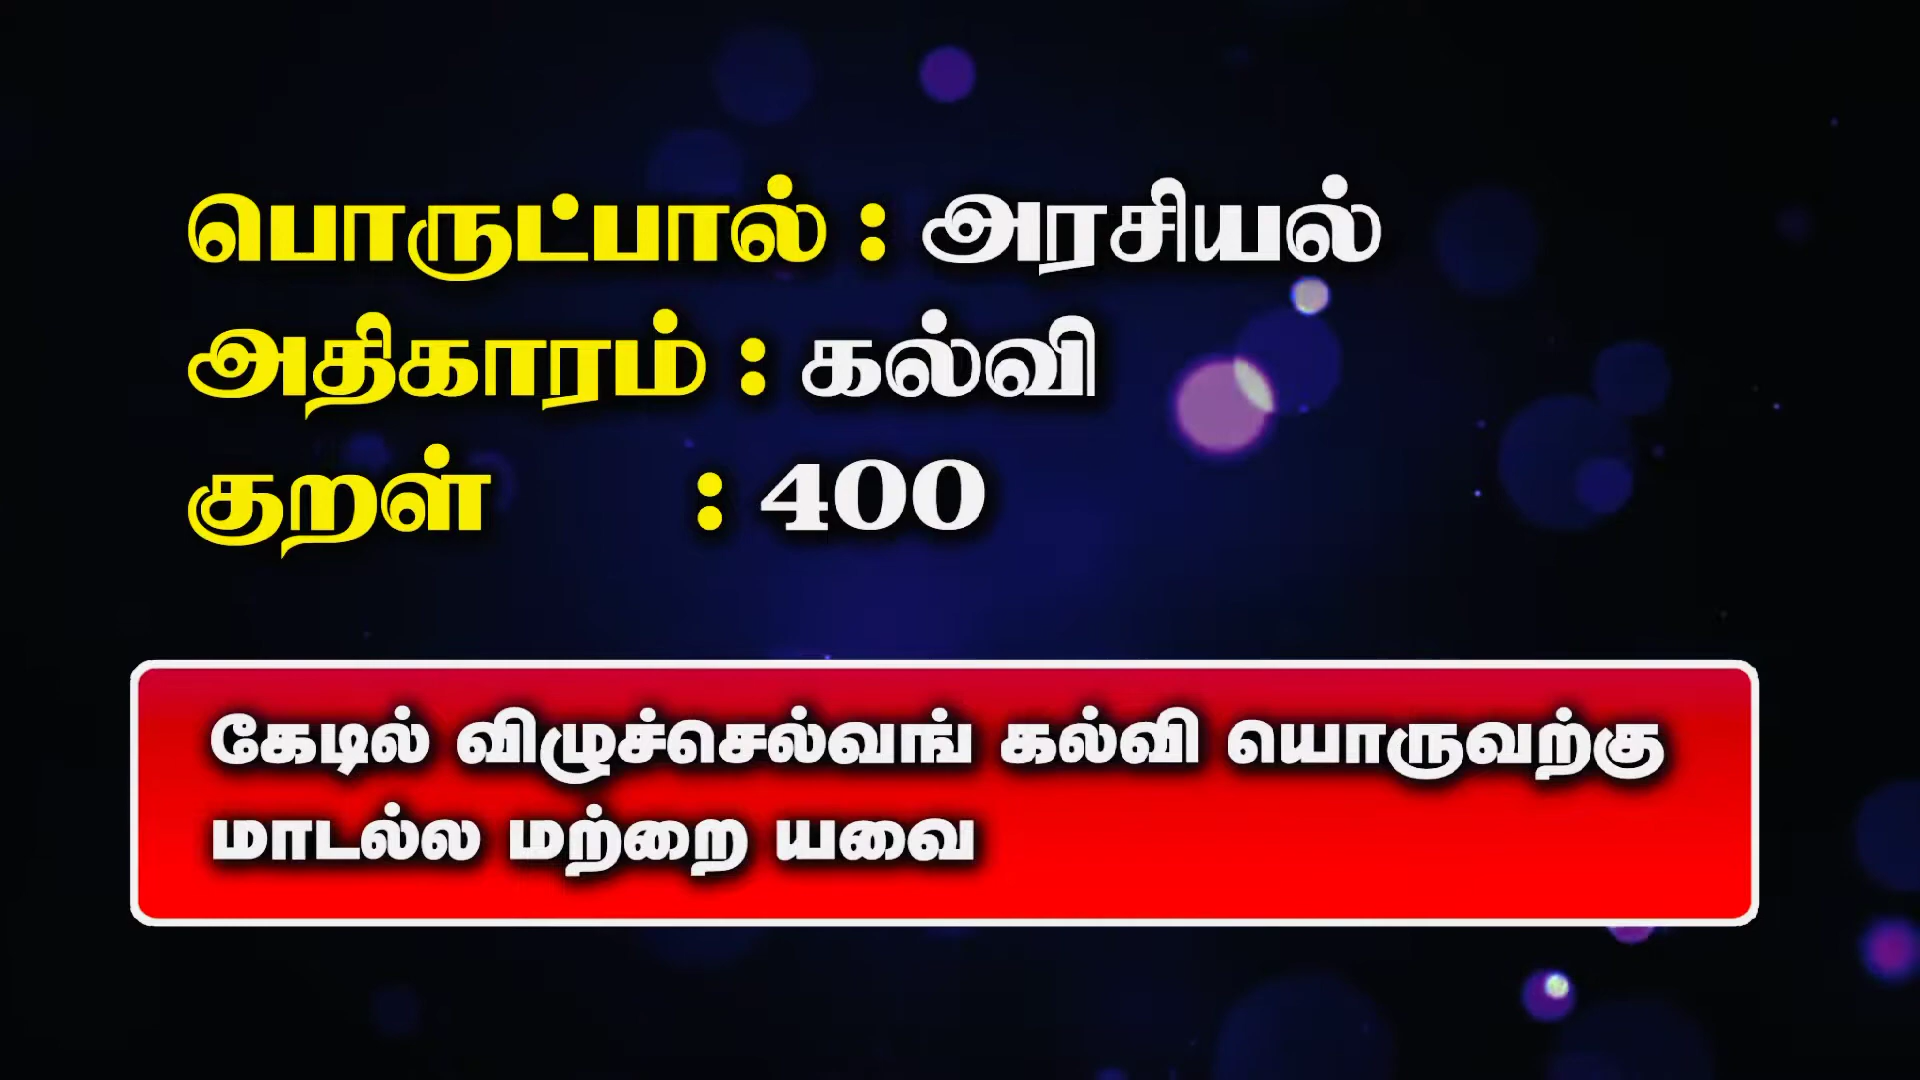 பொருட்பால் : அரசியல்
அதிகாரம் : கல்வி
குறள் : 400
கேடில் விழுச்செல்வங் கல்வி யொருவற்கு
மாடல்ல மற்றை யவை